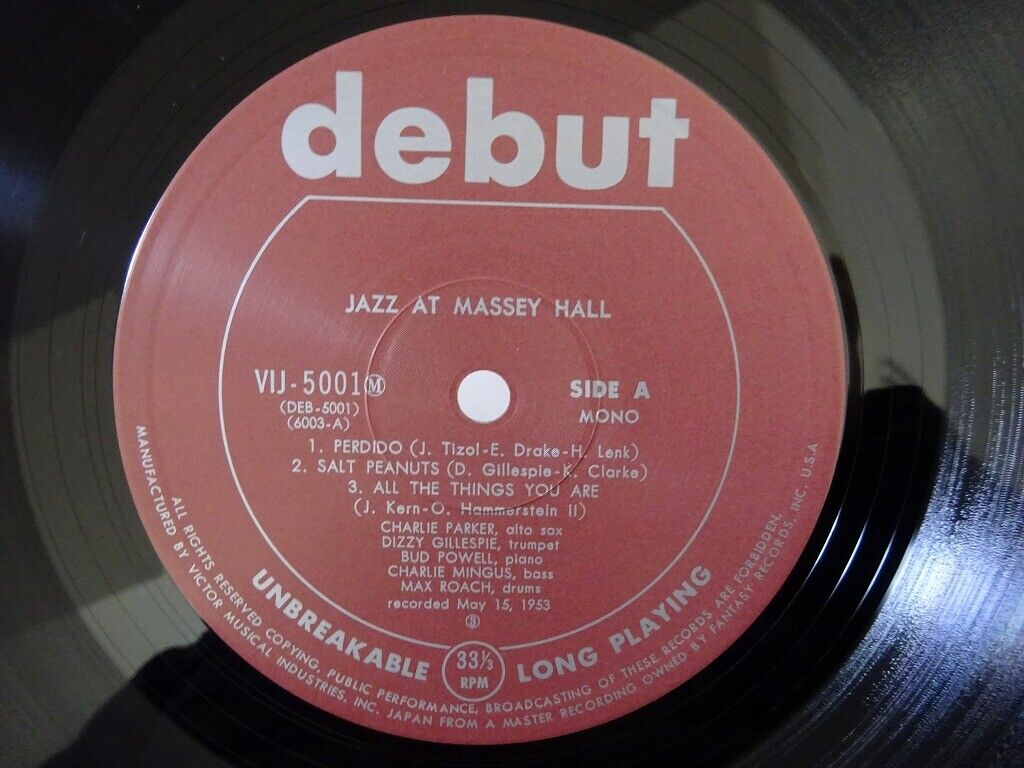 debut
JAZZ AT MASSEY HALL
VIJ-5001 Ⓜ
(DEB-5001)
(6003-A)
SIDE A
MONO
1. PERDIDO (J. Tizol-E. Drake-H. Lenk)
2. SALT PEANUTS (D. Gillespie-K. Clarke)
3. ALL THE THINGS YOU ARE
(J. Kern-O. Hammerstein II)
CHARLIE PARKER, alto sax
DIZZY GILLESPIE, trumpet
BUD POWELL, piano
CHARLIE MINGUS, bass
MAX ROACH, drums
recorded May 15, 1953
③
UNBREAKABLE
33⅓
RPM
LONG PLAYING
ALL RIGHTS RESERVED COPYING, PUBLIC PERFORMANCE, BROADCASTING OF THESE RECORDS ARE FORBIDDEN.
MANUFACTURED BY VICTOR MUSICAL INDUSTRIES, INC. JAPAN FROM A MASTER RECORDING OWNED BY FANTASY RECORDS, INC. U.S.A